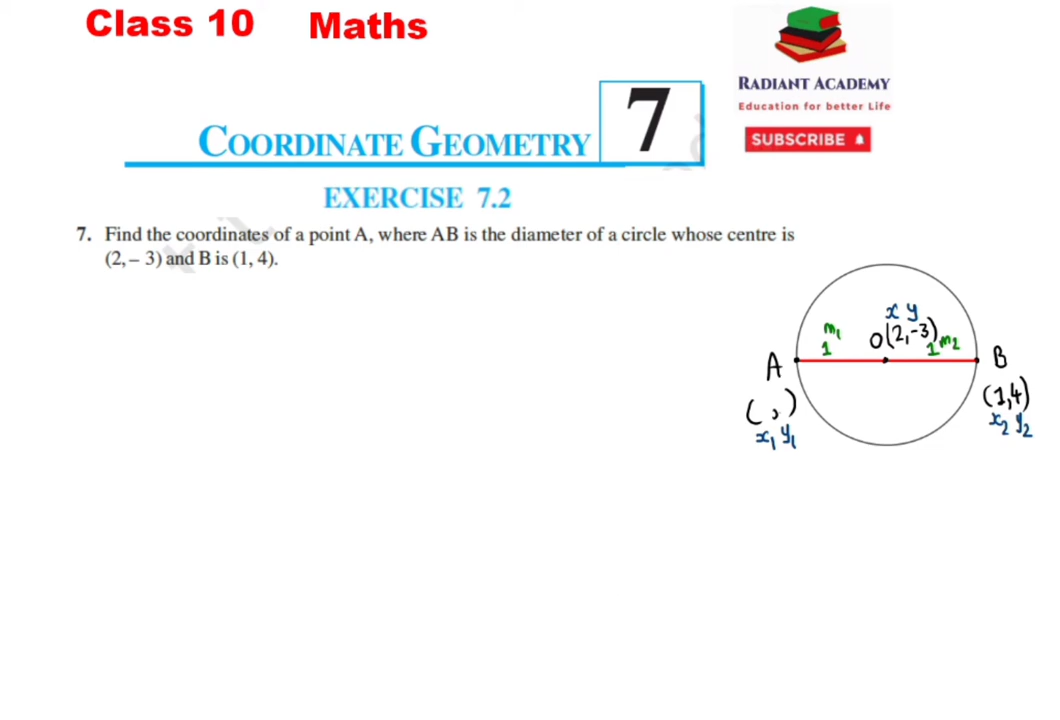 Class 10 Maths
RADIANT ACADEMY
Education for better Life
SUBSCRIBE
COORDINATE GEOMETRY 7
EXERCISE 7.2
7. Find the coordinates of a point A, where AB is the diameter of a circle whose centre is
(2, – 3) and B is (1, 4).
x y
m₁ O(2,-3)
1 1 m₂
A B
( , ) (1,4)
x₁ y₁ x₂ y₂